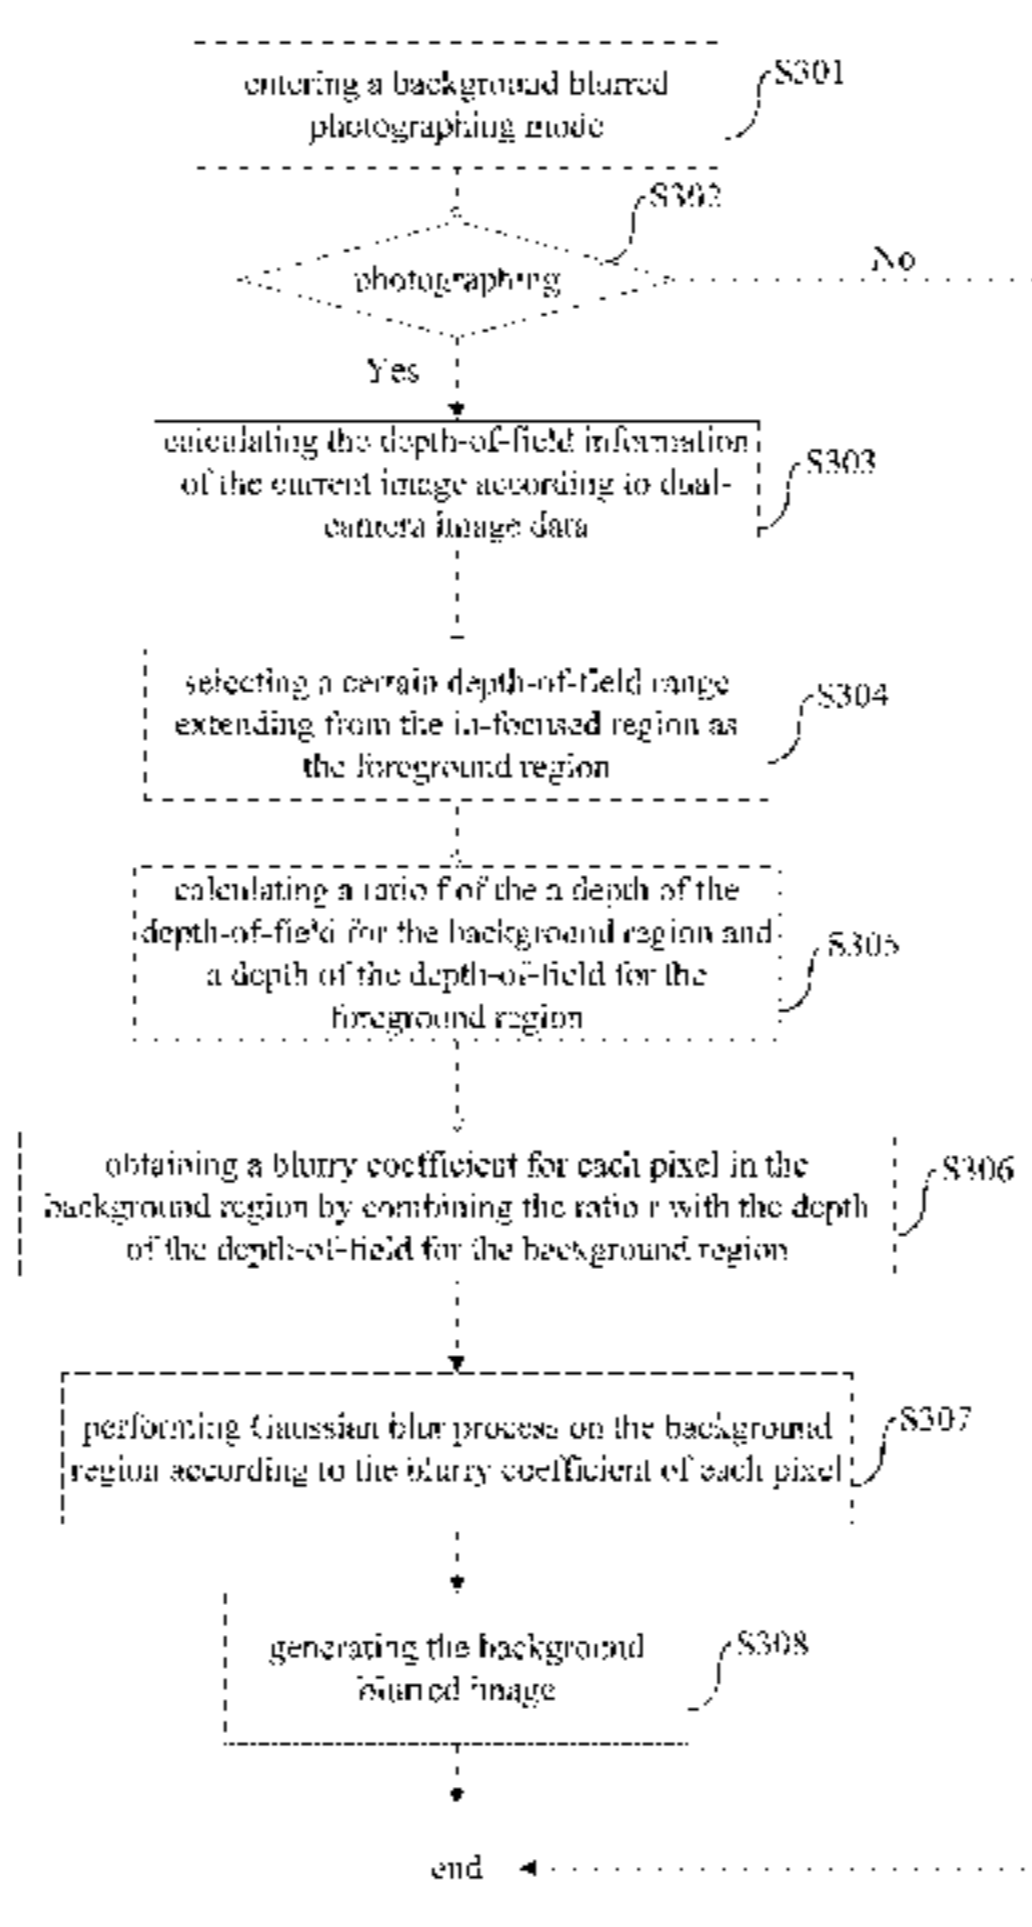 entering a background blurred
photographing mode
S301
S302
photographing
No
Yes
calculating the depth-of-field information
of the current image according to dual-
camera image data
S303
selecting a certain depth-of-field range
extending from the in-focused region as
the foreground region
S304
calculating a ratio f of the a depth of the
depth-of-field for the background region and
a depth of the depth-of-field for the
foreground region
S305
obtaining a blurry coefficient for each pixel in the
background region by combining the ratio r with the depth
of the depth-of-field for the background region
S306
performing Gaussian blur process on the background
region according to the blurry coefficient of each pixel
S307
generating the background
blurred image
S308
end